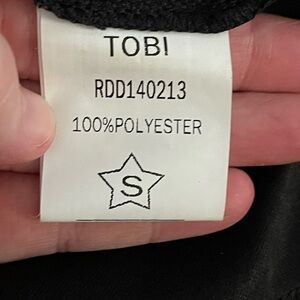 TOBI
RDD140213
100%POLYESTER
S